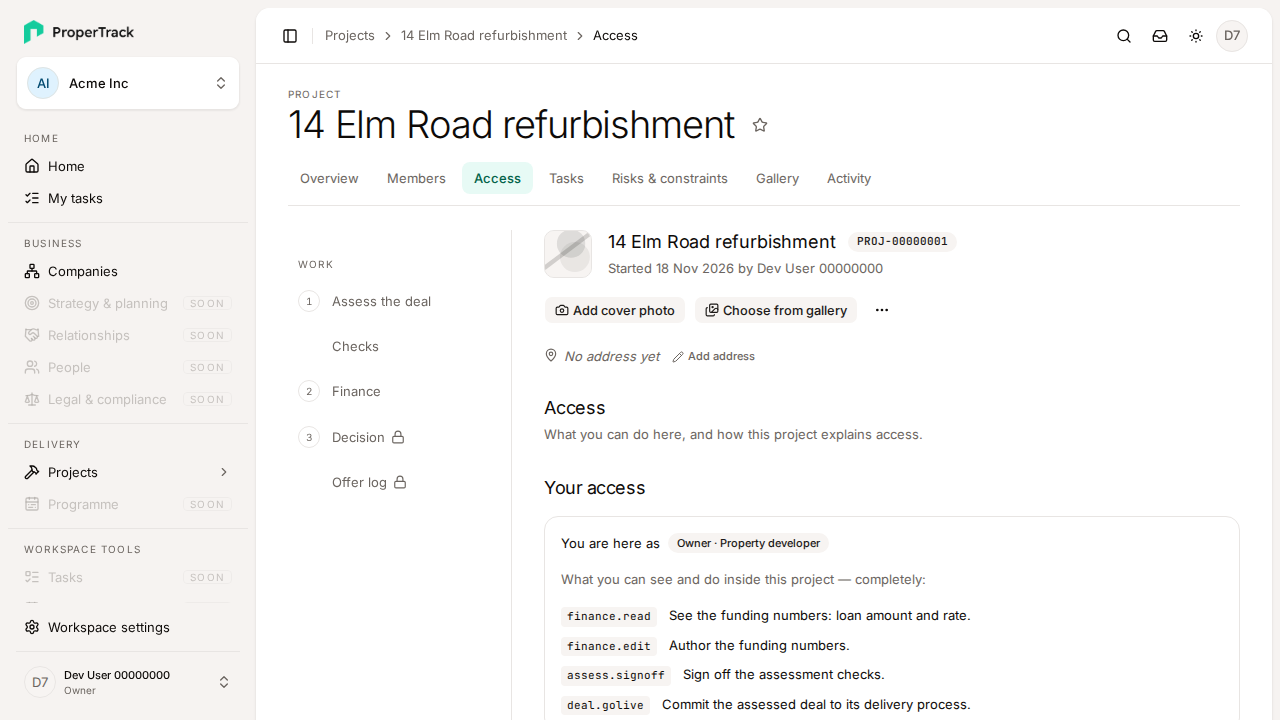 ProperTrack
AI Acme Inc
HOME
Home
My tasks
BUSINESS
Companies
Strategy & planning SOON
Relationships SOON
People SOON
Legal & compliance SOON
DELIVERY
Projects
Programme SOON
WORKSPACE TOOLS
Tasks SOON
Workspace settings
D7 Dev User 00000000
Owner
Projects 14 Elm Road refurbishment Access
D7
PROJECT
14 Elm Road refurbishment
Overview Members Access Tasks Risks & constraints Gallery Activity
WORK
1 Assess the deal
Checks
2 Finance
3 Decision
Offer log
14 Elm Road refurbishment PROJ-00000001
Started 18 Nov 2026 by Dev User 00000000
Add cover photo Choose from gallery
No address yet Add address
Access
What you can do here, and how this project explains access.
Your access
You are here as Owner · Property developer
What you can see and do inside this project — completely:
finance.read See the funding numbers: loan amount and rate.
finance.edit Author the funding numbers.
assess.signoff Sign off the assessment checks.
deal.golive Commit the assessed deal to its delivery process.